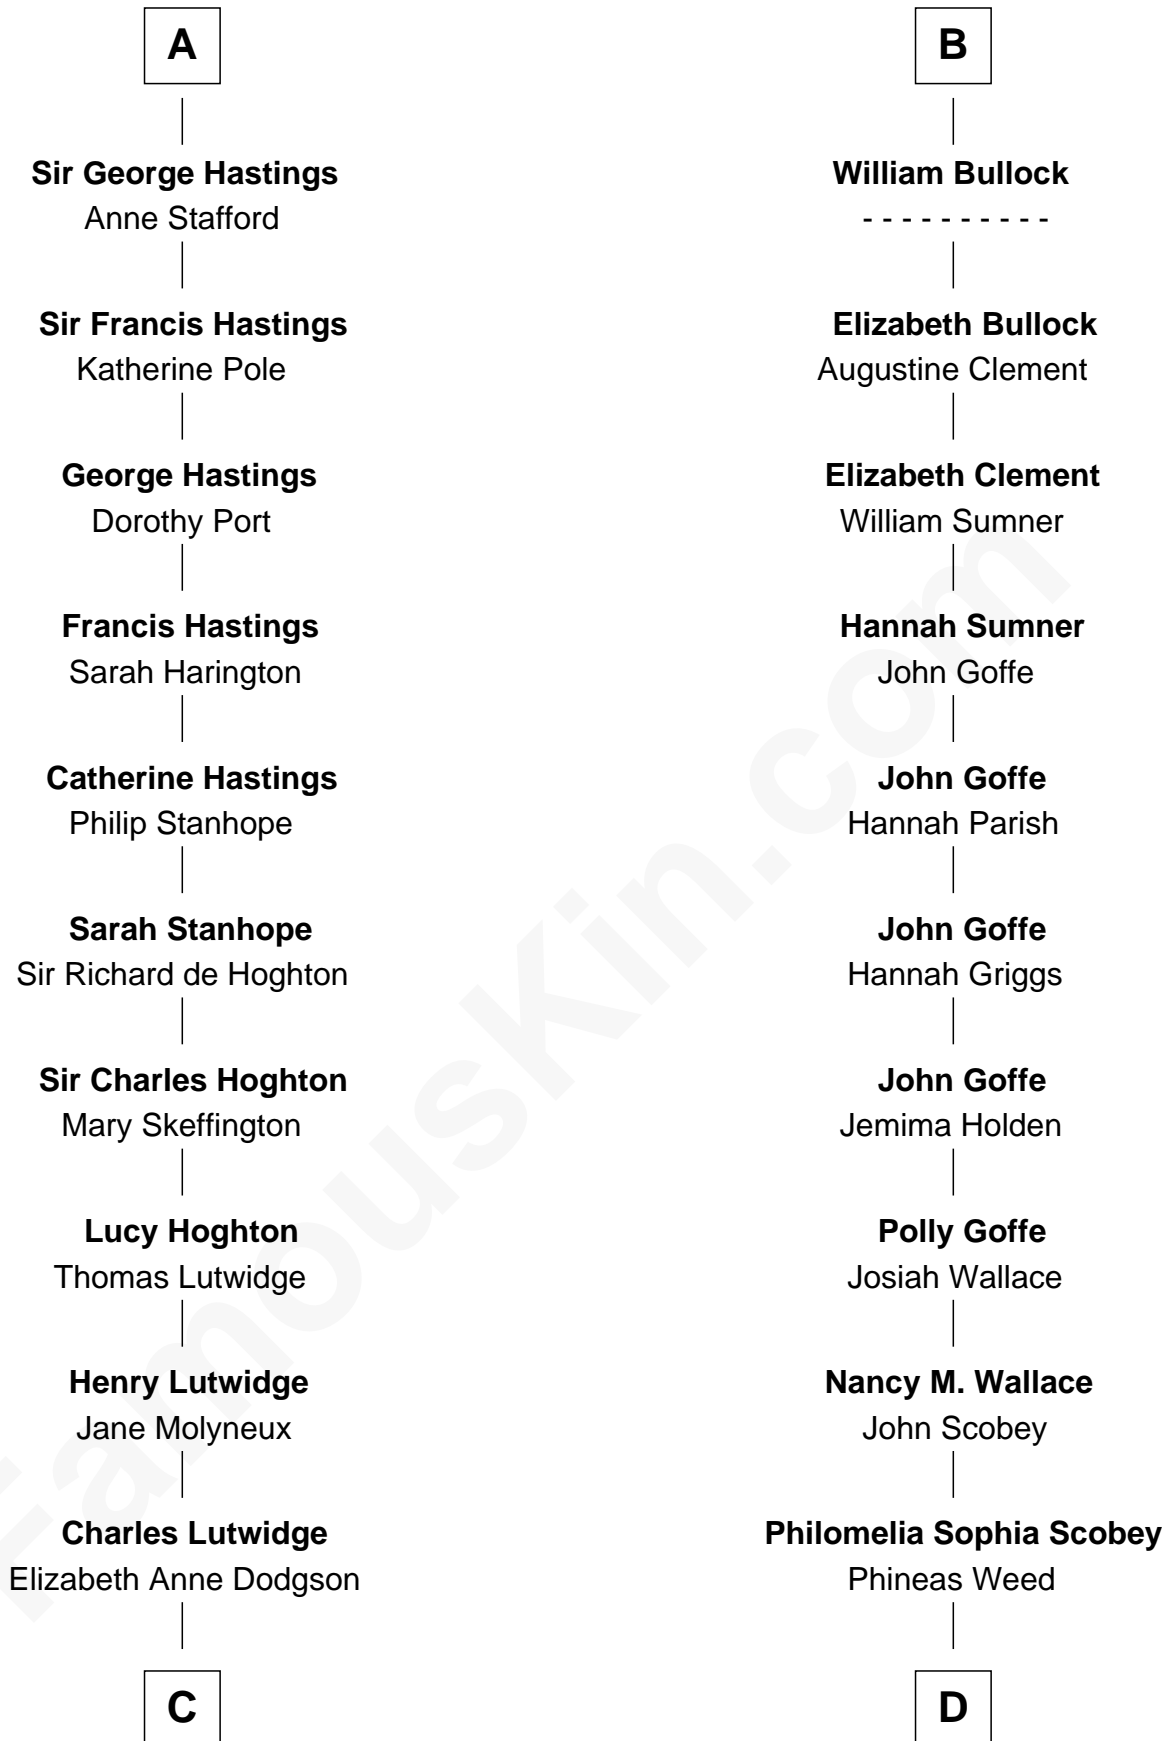 A
Sir George Hastings
Anne Stafford
Sir Francis Hastings
Katherine Pole
George Hastings
Dorothy Port
Francis Hastings
Sarah Harington
Catherine Hastings
Philip Stanhope
Sarah Stanhope
Sir Richard de Hoghton
Sir Charles Hoghton
Mary Skeffington
Lucy Hoghton
Thomas Lutwidge
Henry Lutwidge
Jane Molyneux
Charles Lutwidge
Elizabeth Anne Dodgson
C
B
William Bullock
- - - - - - - - - -
Elizabeth Bullock
Augustine Clement
Elizabeth Clement
William Sumner
Hannah Sumner
John Goffe
John Goffe
Hannah Parish
John Goffe
Hannah Griggs
John Goffe
Jemima Holden
Polly Goffe
Josiah Wallace
Nancy M. Wallace
John Scobey
Philomelia Sophia Scobey
Phineas Weed
D
FamousKin.com